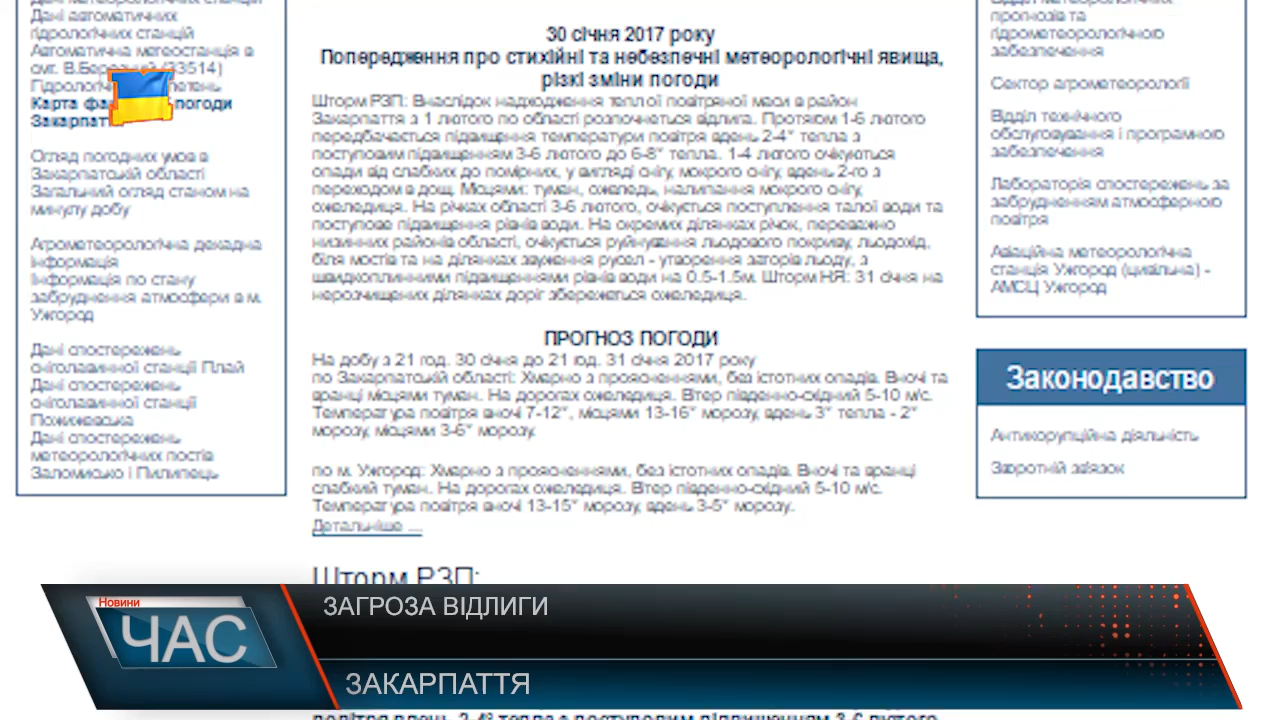 Дані автоматичних
гідрологічних станцій
Автоматична метеостанція в
смт. В.Березний (33514)
Карта погоди
Огляд погодних умов в
Закарпатській області
Загальний огляд станом на
минулу добу
Агрометеорологічна декадна
інформація
Інформація по стану
забруднення атмосфери в м.
Ужгород
Дані спостережень
сніголавинної станції Плай
Дані спостережень
сніголавинної станції
Пожижевська
Дані спостережень
метеорологічних постів
Заломисько і Пилипець
30 січня 2017 року
Попередження про стихійні та небезпечні метеорологічні явища,
різкі зміни погоди
Шторм РЗП: Внаслідок надходження теплої повітряної маси в район
Закарпаття з 1 лютого по області розпочнеться відлига. Протягом 1-6 лютого
передбачається підвищення температури повітря вдень 2-4° тепла з
поступовим підвищенням 3-6 лютого до 6-8° тепла. 1-4 лютого очікуються
опади від слабких до помірних, у вигляді снігу, мокрого снігу, вдень 2-го з
переходом в дощ. Місцями: туман, ожеледь, налипання мокрого снігу,
ожеледиця. На річках області 3-6 лютого, очікується поступлення талої води та
поступове підвищення рівнів води. На окремих ділянках річок, переважно
низинних районів області, очікується руйнування льодового покриву, льодохід,
біля мостів та на ділянках звуження русел - утворення заторів льоду, з
швидкоплинними підвищеннями рівнів води на 0.5-1.5м. Шторм НЯ: 31 січня на
нерозчищених ділянках доріг збережеться ожеледиця.
ПРОГНОЗ ПОГОДИ
На добу з 21 год. 30 січня до 21 год. 31 січня 2017 року
по Закарпатській області: Хмарно з проясненнями, без істотних опадів. Вночі та
вранці місцями туман. На дорогах ожеледиця. Вітер південно-східний 5-10 м/с.
Температура повітря вночі 7-12°, місцями 13-16° морозу, вдень 3° тепла - 2°
морозу, місцями 3-6° морозу.
по м. Ужгород: Хмарно з проясненнями, без істотних опадів. Вночі та вранці
слабкий туман. На дорогах ожеледиця. Вітер південно-східний 5-10 м/с.
Температура повітря вночі 13-15° морозу, вдень 3-5° морозу.
Детальніше ...
Шторм РЗП:
прогнозів та
гідрометеорологічного
забезпечення
Сектор агрометеорології
Відділ технічного
обслуговування і програмного
забезпечення
Лабораторія спостережень за
забрудненням атмосферного
повітря
Авіаційна метеорологічна
станція Ужгород (цивільна) -
АМСЦ Ужгород
Законодавство
Антикорупційна діяльність
Зворотній зв'язок
Новини
ЧАС
ЗАГРОЗА ВІДЛИГИ
ЗАКАРПАТТЯ